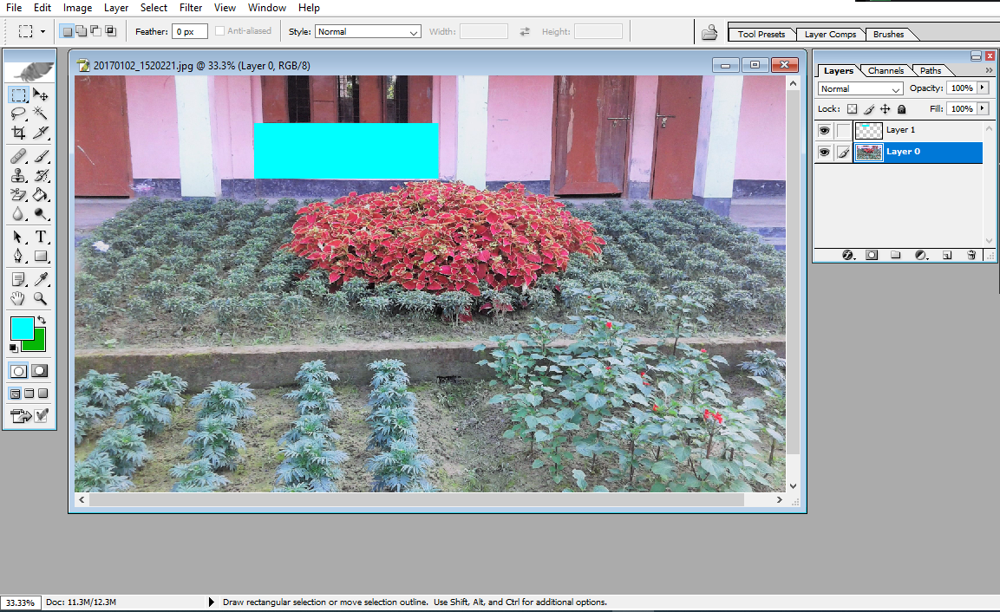 File Edit Image Layer Select Filter View Window Help
Feather: 0 px Anti-aliased Style: Normal Width: Height: Tool Presets Layer Comps Brushes
20170102_1520221.jpg @ 33.3% (Layer 0, RGB/8)
Layers Channels Paths
Normal Opacity: 100%
Lock: Fill: 100%
Layer 1
Layer 0
T
33.33% Doc: 11.3M/12.3M Draw rectangular selection or move selection outline. Use Shift, Alt, and Ctrl for additional options.